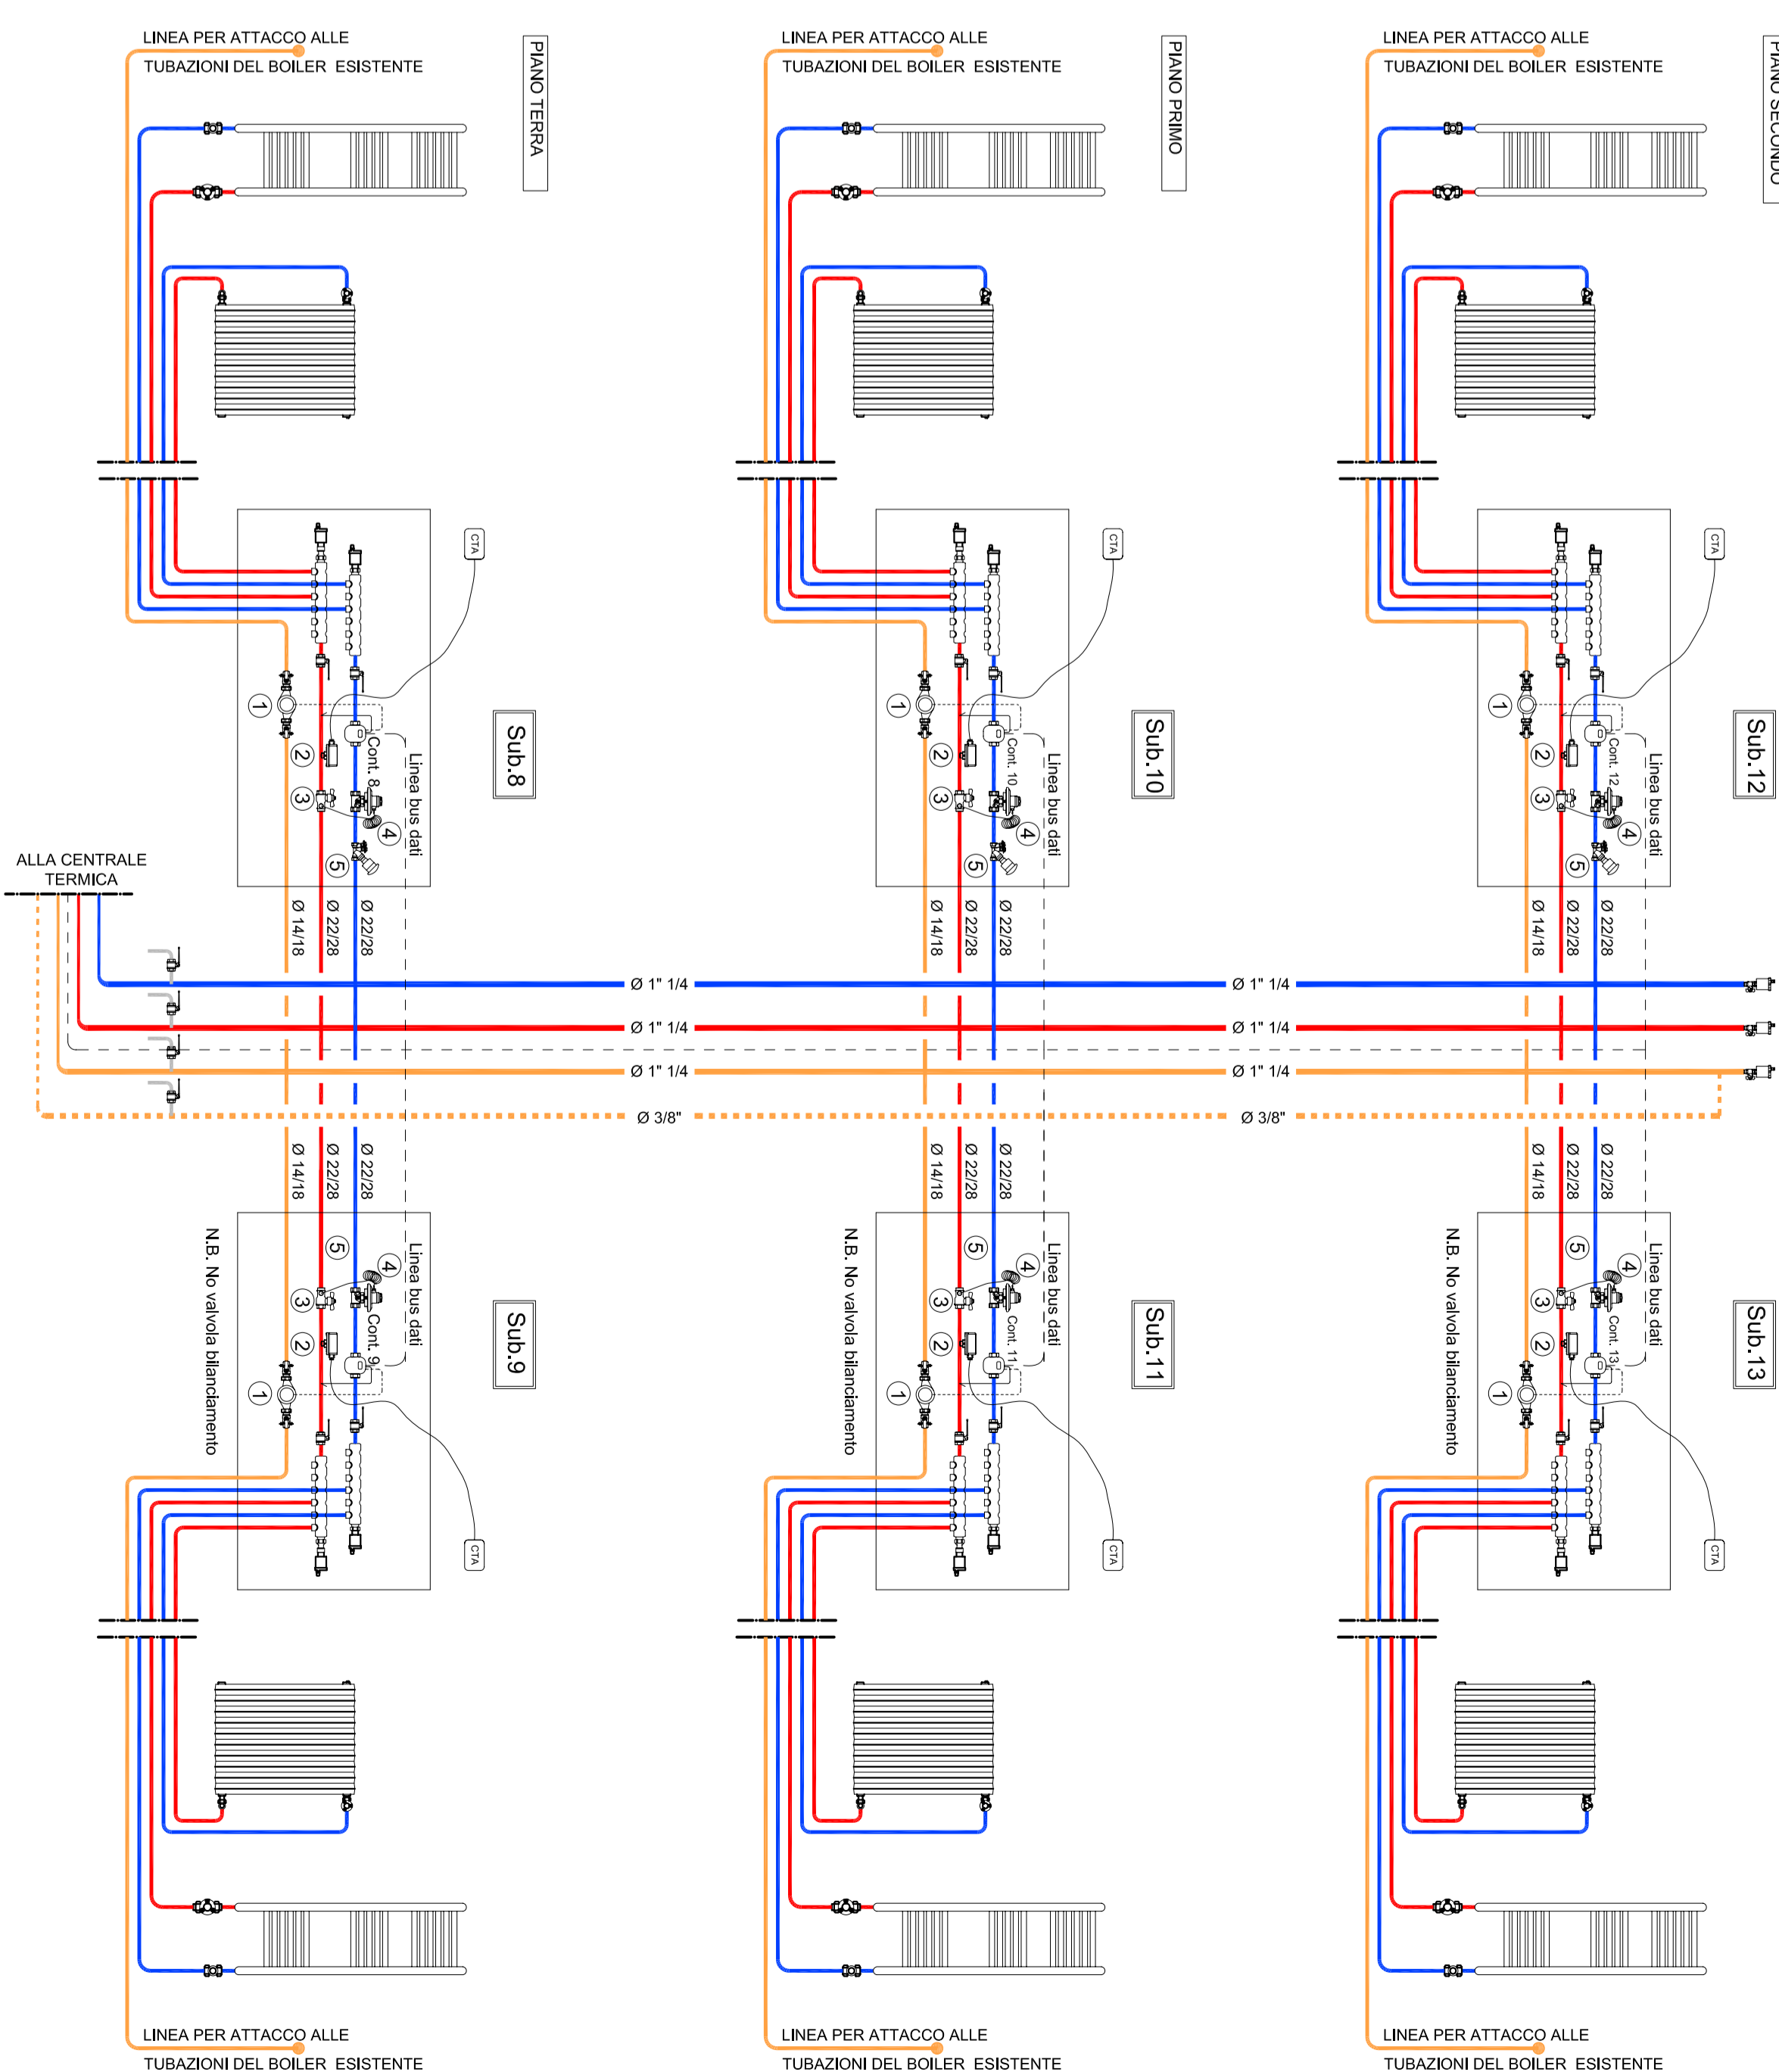 LINEA PER ATTACCO ALLE
TUBAZIONI DEL BOILER ESISTENTE
PIANO TERRA
LINEA PER ATTACCO ALLE
TUBAZIONI DEL BOILER ESISTENTE
PIANO PRIMO
LINEA PER ATTACCO ALLE
TUBAZIONI DEL BOILER ESISTENTE
PIANO SECONDO
CTA
1
2
3
4
5
Cont. 8
Linea bus dati
Sub.8
Ø 14/18
Ø 22/28
Ø 22/28
CTA
1
2
3
4
5
Cont. 10
Linea bus dati
Sub.10
Ø 14/18
Ø 22/28
Ø 22/28
CTA
1
2
3
4
5
Cont. 12
Linea bus dati
Sub.12
Ø 14/18
Ø 22/28
Ø 22/28
ALLA CENTRALE
TERMICA
Ø 1" 1/4
Ø 1" 1/4
Ø 1" 1/4
Ø 1" 1/4
Ø 1" 1/4
Ø 1" 1/4
Ø 3/8"
Ø 3/8"
Ø 14/18
Ø 22/28
Ø 22/28
N.B. No valvola bilanciamento
5
4
3
2
1
Cont. 9
Linea bus dati
Sub.9
CTA
Ø 14/18
Ø 22/28
Ø 22/28
N.B. No valvola bilanciamento
5
4
3
2
1
Cont. 11
Linea bus dati
Sub.11
CTA
Ø 14/18
Ø 22/28
Ø 22/28
N.B. No valvola bilanciamento
5
4
3
2
1
Cont. 13
Linea bus dati
Sub.13
CTA
LINEA PER ATTACCO ALLE
TUBAZIONI DEL BOILER ESISTENTE
LINEA PER ATTACCO ALLE
TUBAZIONI DEL BOILER ESISTENTE
LINEA PER ATTACCO ALLE
TUBAZIONI DEL BOILER ESISTENTE